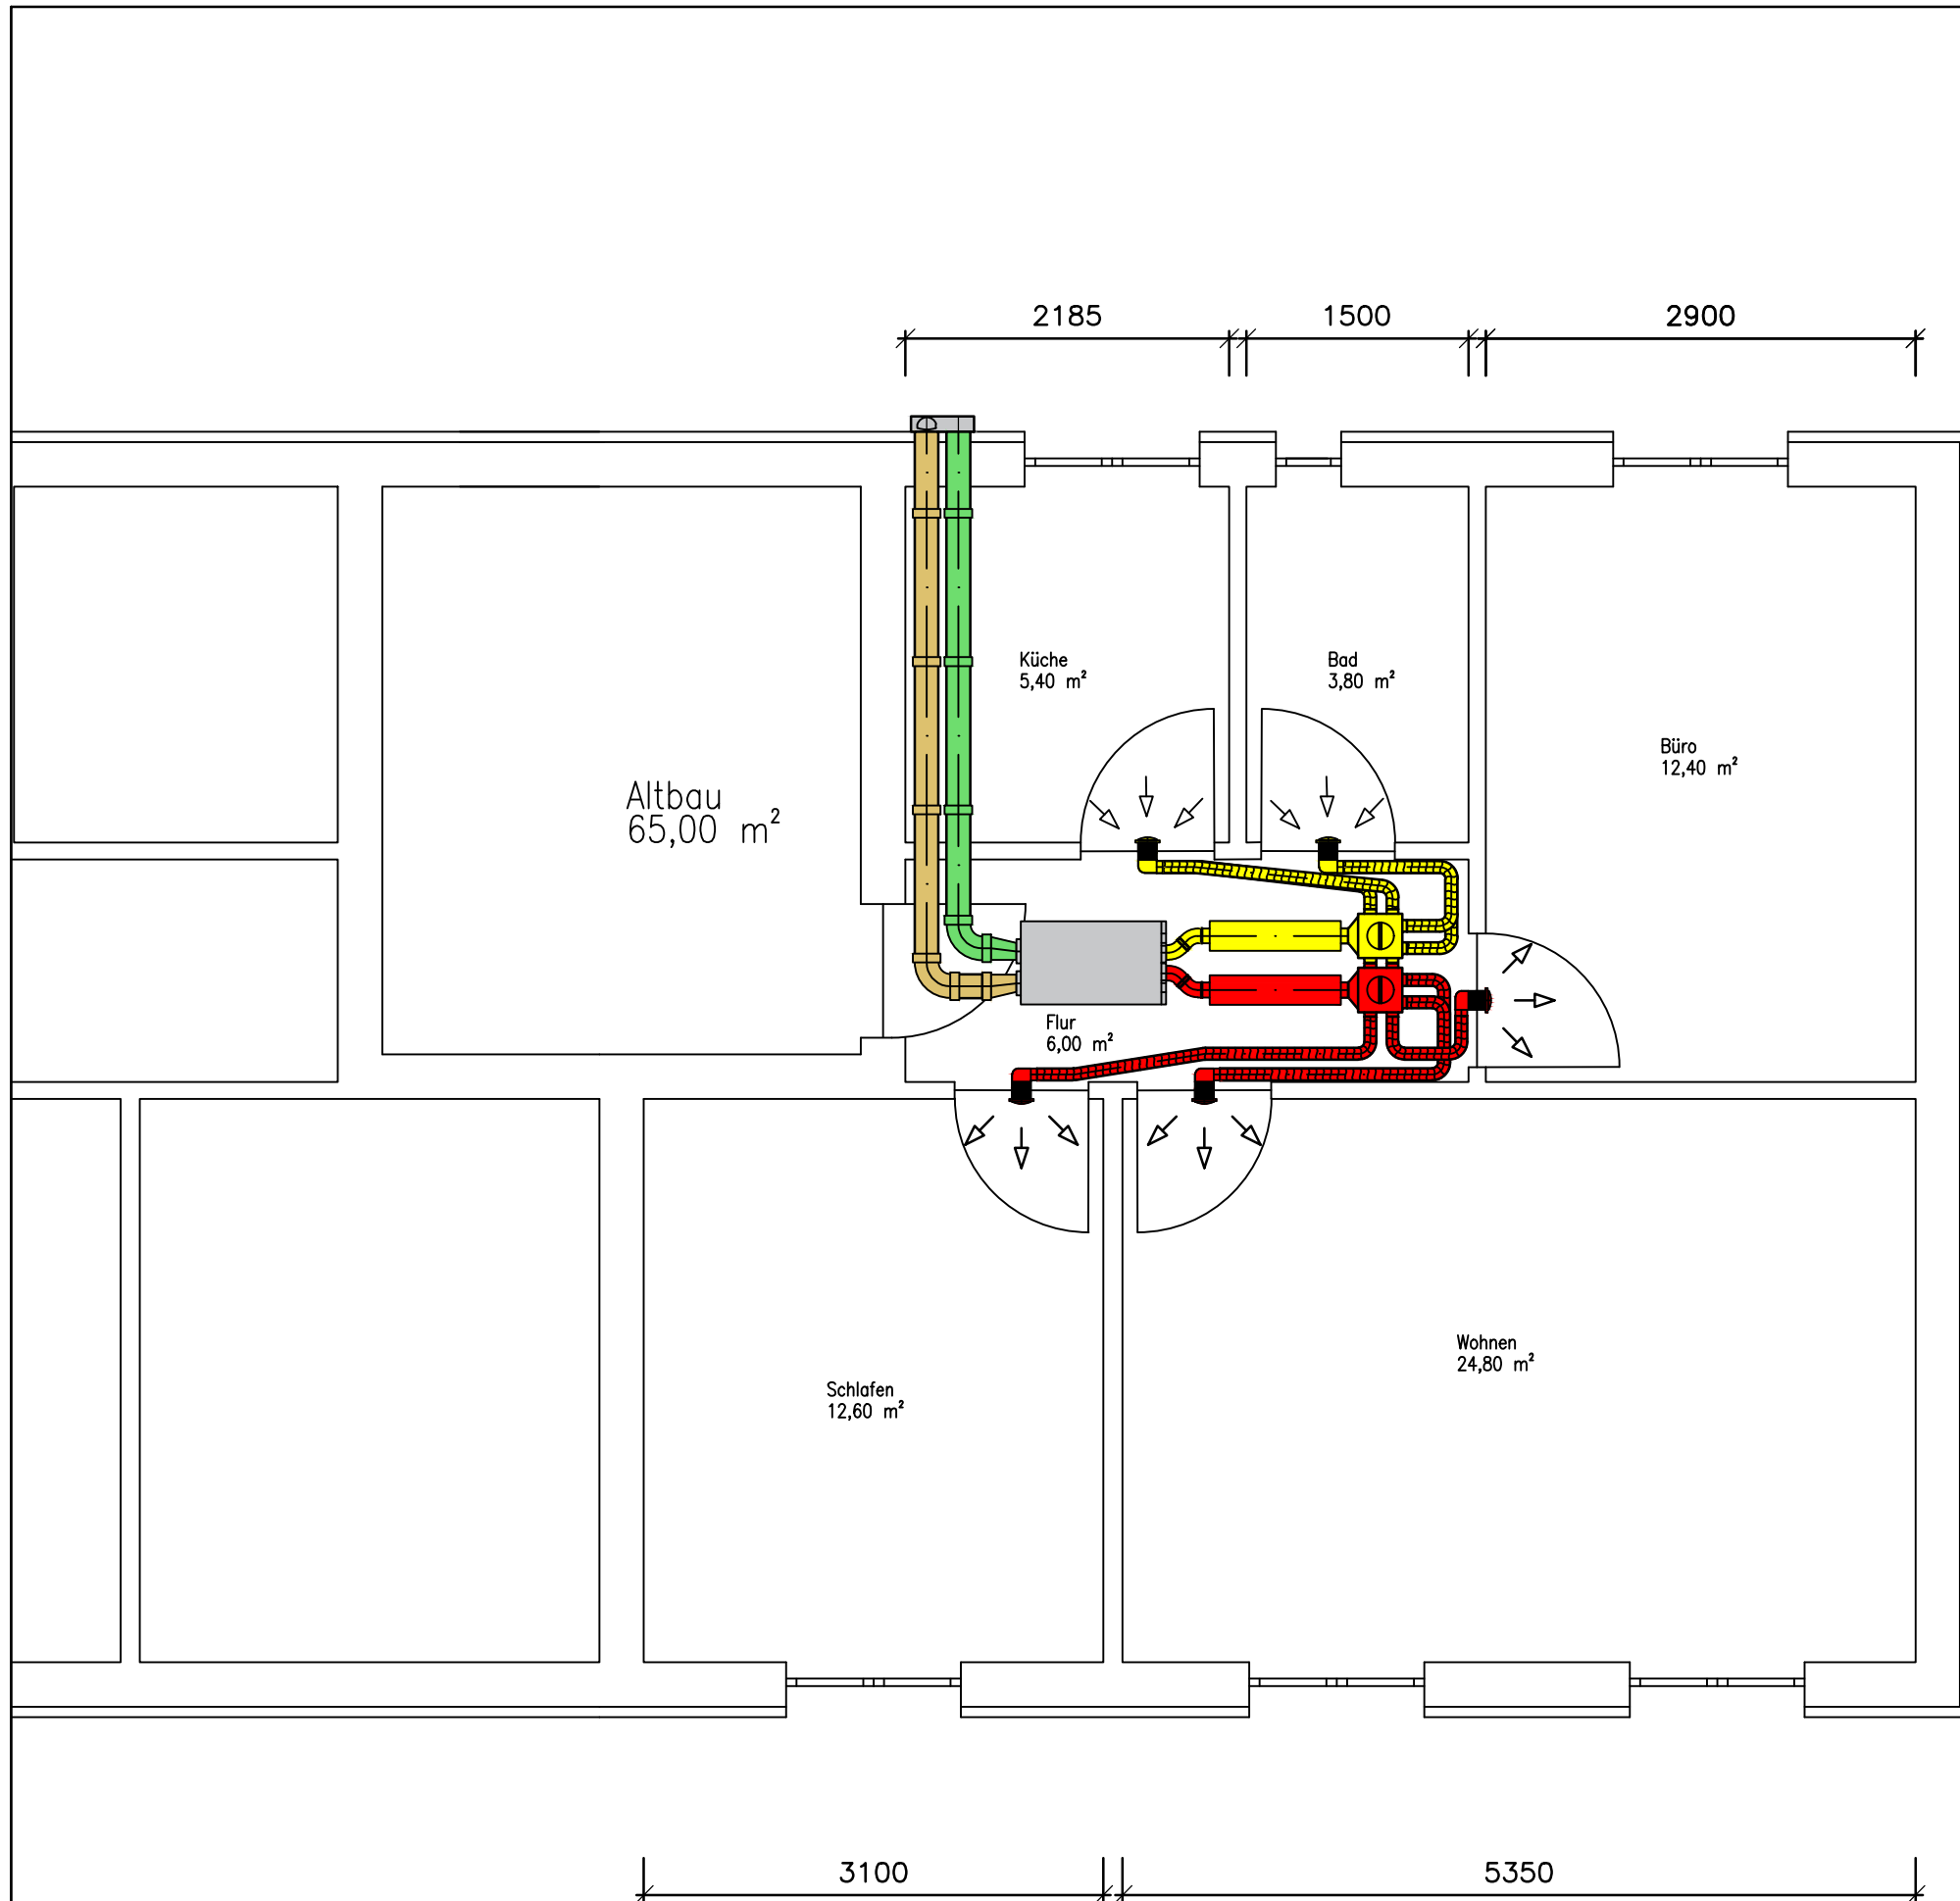 2185
1500
2900
Küche
5,40 m²
Bad
3,80 m²
Büro
12,40 m²
Altbau
65,00 m²
Flur
6,00 m²
Wohnen
24,80 m²
Schlafen
12,60 m²
3100
5350